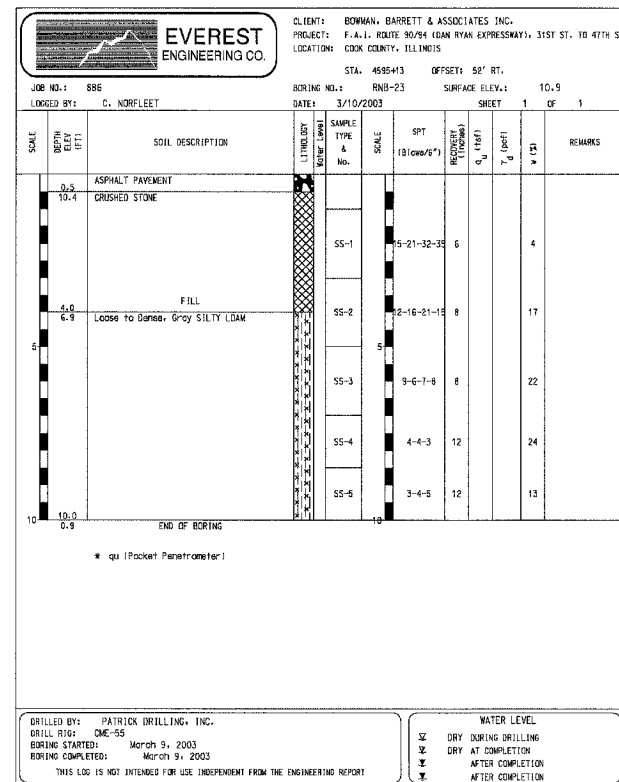 EVEREST
ENGINEERING CO.
CLIENT: BOWMAN, BARRETT & ASSOCIATES INC.
PROJECT: F.A.I. ROUTE 90/94 (DAN RYAN EXPRESSWAY), 31ST ST. TO 47TH S
LOCATION: COOK COUNTY, ILLINOIS
STA. 4595+13 OFFSET: 52' RT.
JOB NO.: 886 BORING NO.: RNB-23 SURFACE ELEV.: 10.9
LOGGED BY: C. NORFLEET DATE: 3/10/2003 SHEET 1 OF 1
SCALE DEPTH ELEV (FT) SOIL DESCRIPTION LITHOLOGY Water Level SAMPLE TYPE & No. SCALE SPT (Blows/6") RECOVERY (Inches) qu (tsf) γd (pcf) W (%) REMARKS
ASPHALT PAVEMENT
0.5
10.4 CRUSHED STONE
SS-1 15-21-32-35 6 4
FILL
4.0
6.9 Loose to Dense, Gray SILTY LOAM
SS-2 12-16-21-15 8 17
5 5
SS-3 9-6-7-8 8 22
SS-4 4-4-3 12 24
SS-5 3-4-5 12 13
10 10.0 10
0.9 END OF BORING
* qu (Pocket Penetrometer)
DRILLED BY: PATRICK DRILLING, INC.
DRILL RIG: CME-55
BORING STARTED: March 9, 2003
BORING COMPLETED: March 9, 2003
THIS LOG IS NOT INTENDED FOR USE INDEPENDENT FROM THE ENGINEERING REPORT
WATER LEVEL
DRY DURING DRILLING
DRY AT COMPLETION
AFTER COMPLETION
AFTER COMPLETION